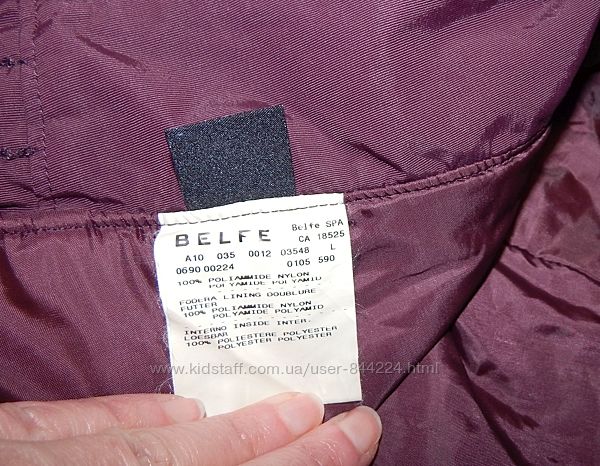 BELFE Belfe SPA
CA 18525
A10 035 0012 03548 L
0690 00224 0105 590
100% POLIAMMIDE NYLON
POLYAMIDE POLYAMID
FODERA LINING DOUBLURE
FUTTER
100% POLIAMMIDE NYLON
POLYAMIDE POLYAMID
INTERNO INSIDE INTER-
LOESBAR
100% POLIESTERE POLYESTER
POLYESTER POLYESTER
www.kidstaff.com.ua/user-844224.html